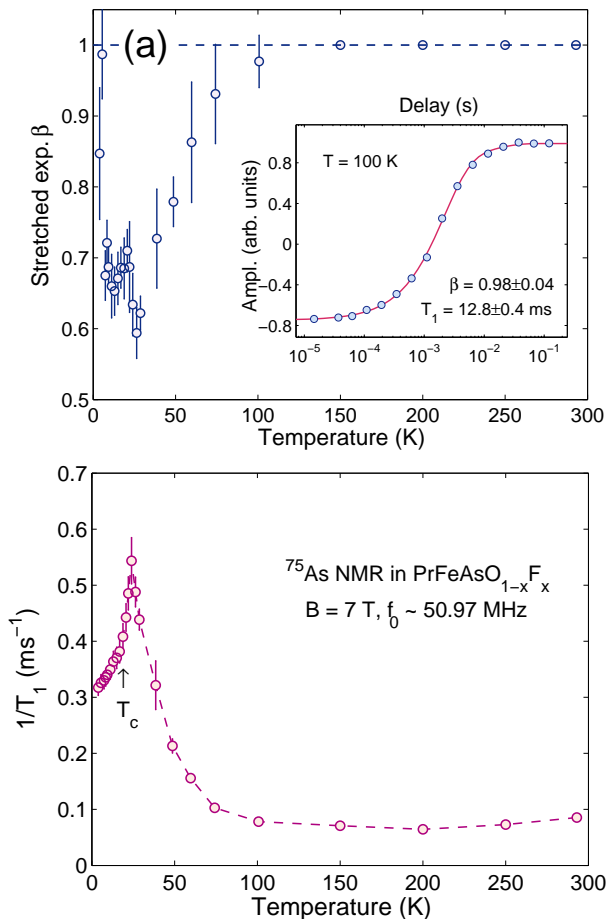 (a)
Stretched exp. β
1
0.9
0.8
0.7
0.6
0.5
0 50 100 150 200 250 300
Temperature (K)
Delay (s)
Ampl. (arb. units)
0.8
0.4
0
−0.4
−0.8
T = 100 K
β = 0.98±0.04
T₁ = 12.8±0.4 ms
10⁻⁵ 10⁻⁴ 10⁻³ 10⁻² 10⁻¹
0.7
0.6
0.5
0.4
0.3
0.2
0.1
0
1/T₁ (ms⁻¹)
⁷⁵As NMR in PrFeAsO₁₋ₓFₓ
B = 7 T, f₀ ~ 50.97 MHz
↑
T_c
0 50 100 150 200 250 300
Temperature (K)